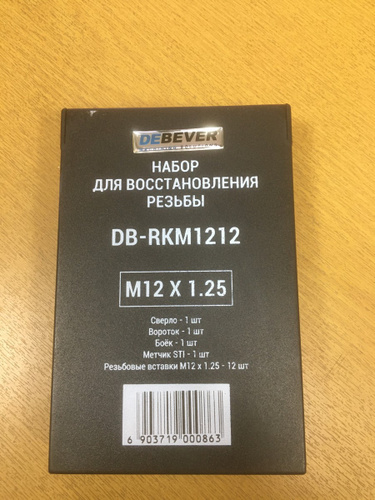 DEBEVER
НАБОР
ДЛЯ ВОССТАНОВЛЕНИЯ
РЕЗЬБЫ
DB-RKM1212
M12 X 1.25
Сверло - 1 шт
Вороток - 1 шт
Боёк - 1 шт
Метчик STI - 1 шт
Резьбовые вставки М12 x 1.25 - 12 шт
6 903719 000863